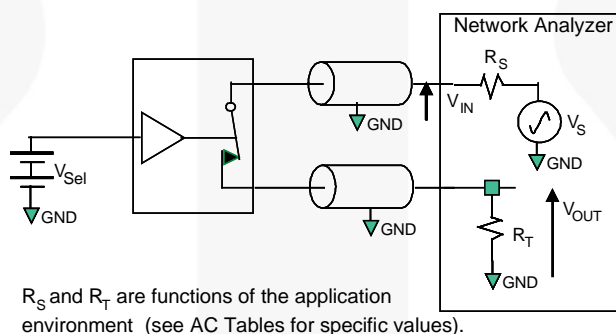 Network Analyzer
R_S
V_IN
GND
V_S
GND
V_Sel
GND
V_OUT
R_T
GND
GND
R_S and R_T are functions of the application
environment (see AC Tables for specific values).